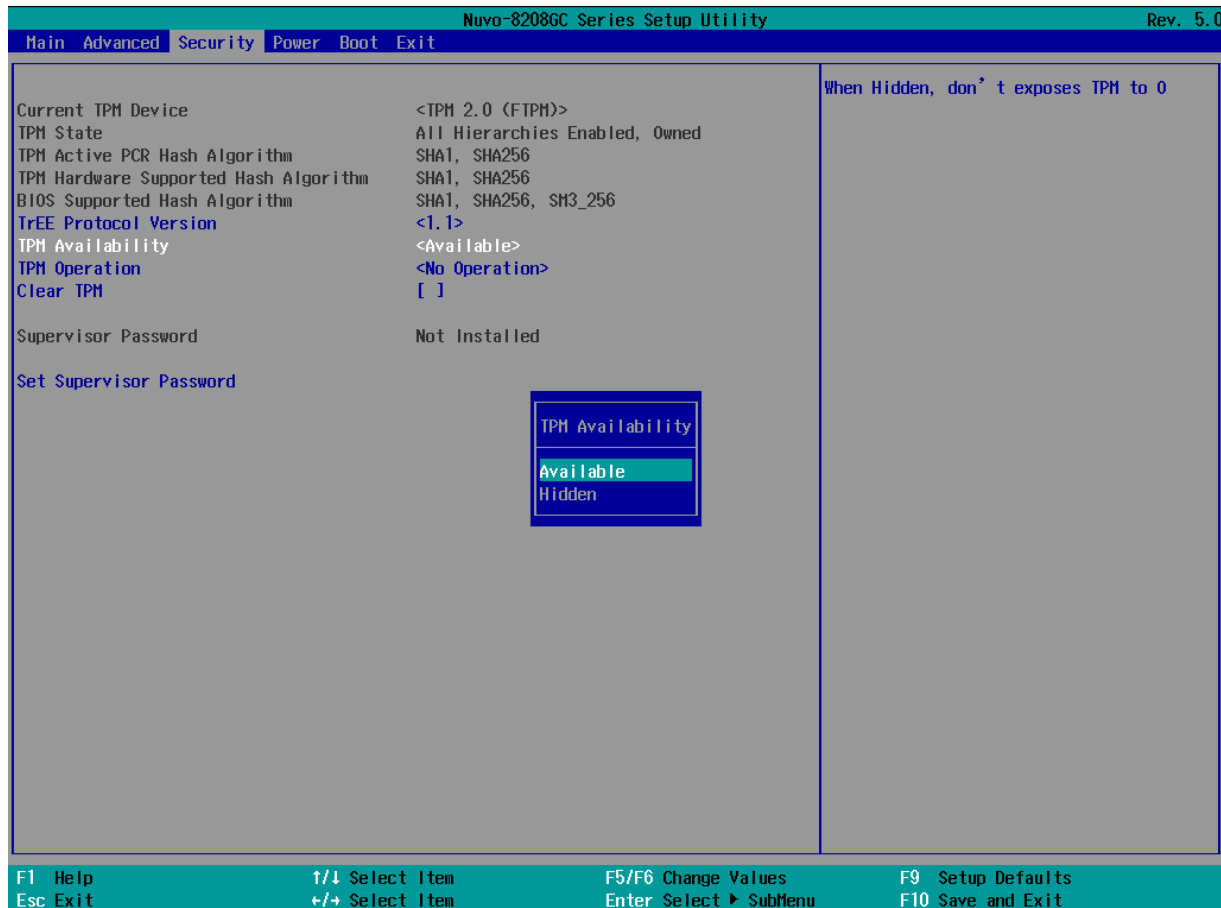 Nuvo-8208GC Series Setup Utility Rev. 5.0
Main Advanced Security Power Boot Exit
When Hidden, don't exposes TPM to O
Current TPM Device <TPM 2.0 (FTPM)>
TPM State All Hierarchies Enabled, Owned
TPM Active PCR Hash Algorithm SHA1, SHA256
TPM Hardware Supported Hash Algorithm SHA1, SHA256
BIOS Supported Hash Algorithm SHA1, SHA256, SM3_256
TrEE Protocol Version <1.1>
TPM Availability <Available>
TPM Operation <No Operation>
Clear TPM [ ]
Supervisor Password Not Installed
Set Supervisor Password
TPM Availability
Available
Hidden
F1 Help ↑/↓ Select Item F5/F6 Change Values F9 Setup Defaults
Esc Exit ←/→ Select Item Enter Select ▶ SubMenu F10 Save and Exit